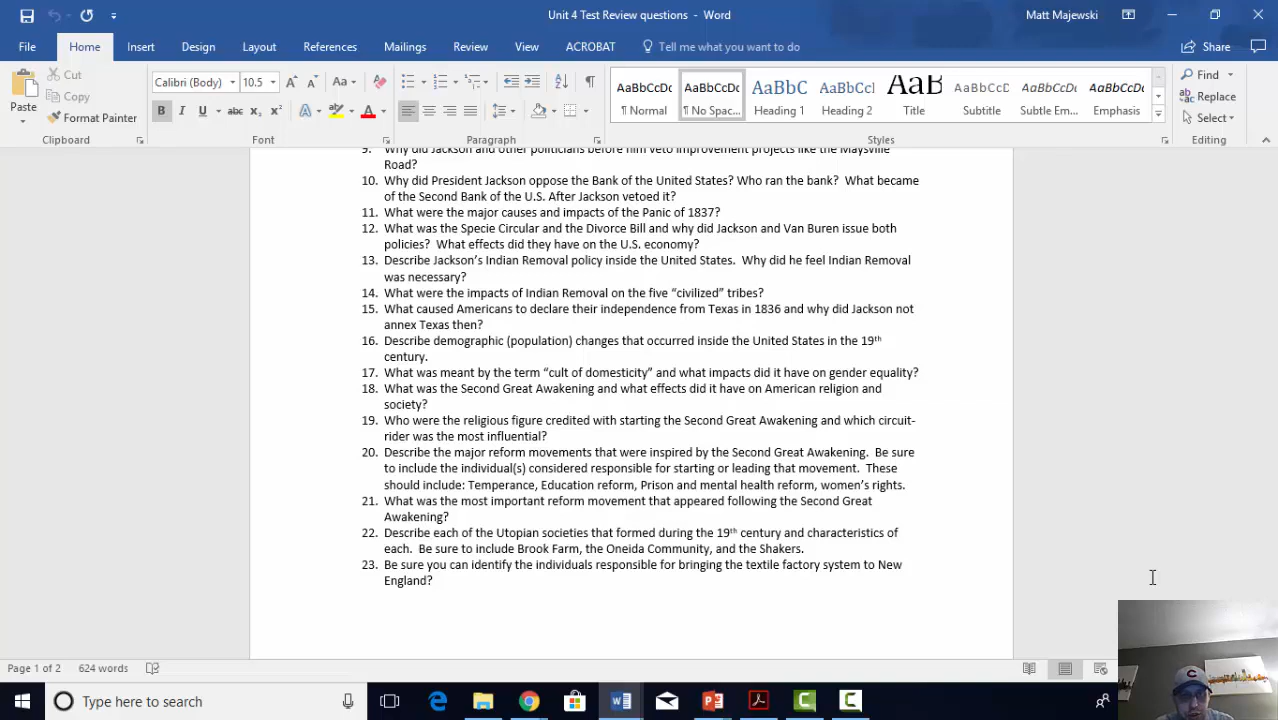 Unit 4 Test Review questions - Word
Matt Majewski
File Home Insert Design Layout References Mailings Review View ACROBAT Tell me what you want to do Share
Paste Cut Calibri (Body) 10.5 Find
Copy Replace
Format Painter Select
AaBbCcDc AaBbCcDc AaBbC AaBbCcl AaB AaBbCcD AaBbCcDc AaBbCcDc
¶ Normal ¶ No Spac... Heading 1 Heading 2 Title Subtitle Subtle Em... Emphasis
Clipboard Font Paragraph Styles Editing
9. Why did Jackson and other politicians before him veto improvement projects like the Maysville
Road?
10. Why did President Jackson oppose the Bank of the United States? Who ran the bank? What became
of the Second Bank of the U.S. After Jackson vetoed it?
11. What were the major causes and impacts of the Panic of 1837?
12. What was the Specie Circular and the Divorce Bill and why did Jackson and Van Buren issue both
policies? What effects did they have on the U.S. economy?
13. Describe Jackson's Indian Removal policy inside the United States. Why did he feel Indian Removal
was necessary?
14. What were the impacts of Indian Removal on the five “civilized” tribes?
15. What caused Americans to declare their independence from Texas in 1836 and why did Jackson not
annex Texas then?
16. Describe demographic (population) changes that occurred inside the United States in the 19th
century.
17. What was meant by the term “cult of domesticity” and what impacts did it have on gender equality?
18. What was the Second Great Awakening and what effects did it have on American religion and
society?
19. Who were the religious figure credited with starting the Second Great Awakening and which circuit-
rider was the most influential?
20. Describe the major reform movements that were inspired by the Second Great Awakening. Be sure
to include the individual(s) considered responsible for starting or leading that movement. These
should include: Temperance, Education reform, Prison and mental health reform, women's rights.
21. What was the most important reform movement that appeared following the Second Great
Awakening?
22. Describe each of the Utopian societies that formed during the 19th century and characteristics of
each. Be sure to include Brook Farm, the Oneida Community, and the Shakers.
23. Be sure you can identify the individuals responsible for bringing the textile factory system to New
England?
Page 1 of 2 624 words
Type here to search